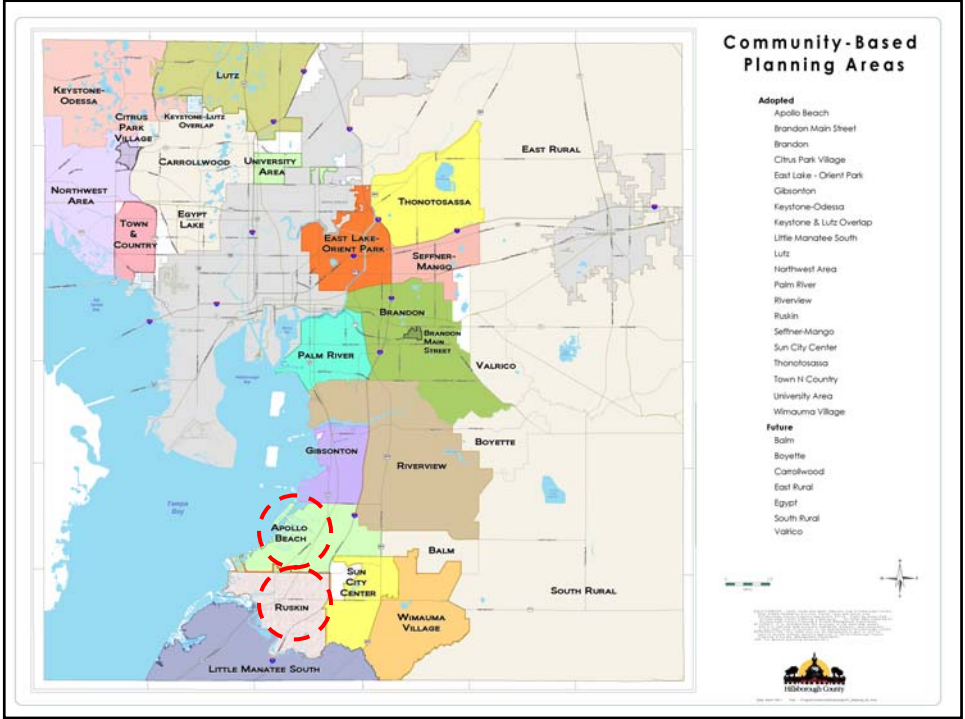 Community-Based
Planning Areas
Adopted
Apollo Beach
Brandon Main Street
Brandon
Citrus Park Village
East Lake - Orient Park
Gibsonton
Keystone-Odessa
Keystone & Lutz Overlap
Little Manatee South
Lutz
Northwest Area
Palm River
Riverview
Ruskin
Seffner-Mango
Sun City Center
Thonotosassa
Town N Country
University Area
Wimauma Village
Future
Balm
Boyette
Carrollwood
East Rural
Egypt
South Rural
Valrico
Lutz
Keystone-
Odessa
Citrus
Park
Village
Keystone-Lutz
Overlap
Carrollwood
University
Area
East Rural
Northwest
Area
Thonotosassa
Town
&
Country
Egypt
Lake
East Lake-
Orient Park
Seffner-
Mango
Brandon
Brandon
Main
Street
Palm River
Valrico
Boyette
Gibsonton
Riverview
Tampa
Bay
Apollo
Beach
Balm
Sun
City
Center
South Rural
Ruskin
Wimauma
Village
Little Manatee South
Hillsborough County